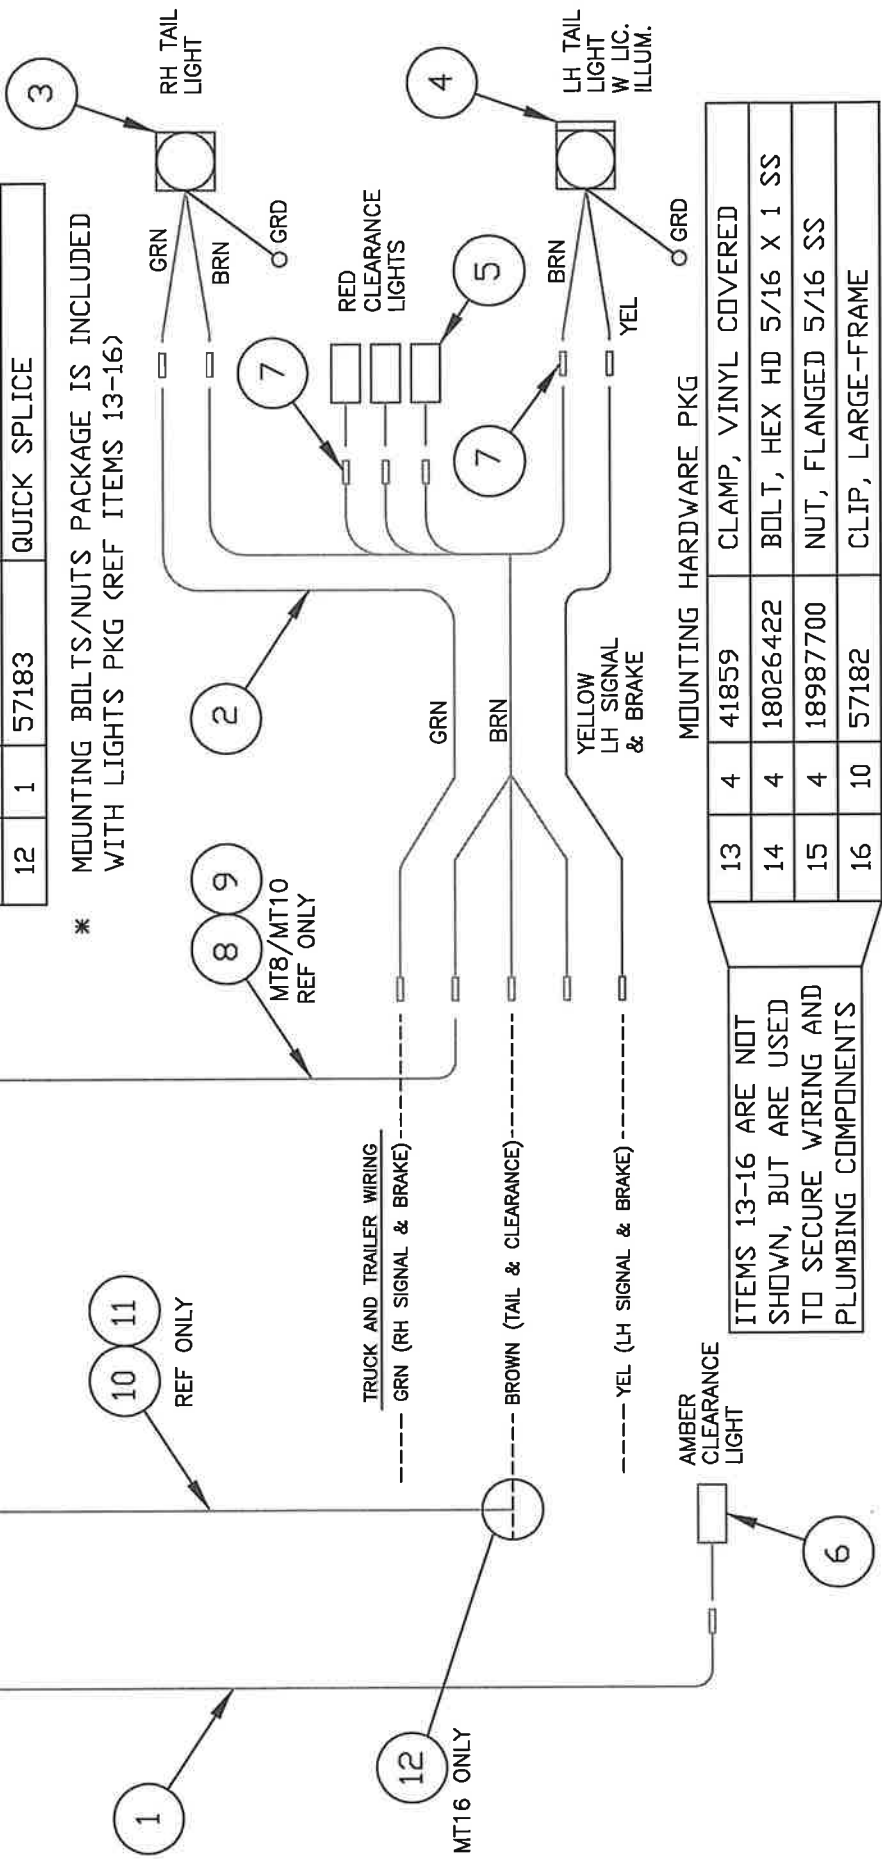 12 1 57183 QUICK SPLICE
* MOUNTING BOLTS/NUTS PACKAGE IS INCLUDED
WITH LIGHTS PKG (REF ITEMS 13-16)
3
RH TAIL
LIGHT
GRN
BRN
GRD
RED
CLEARANCE
LIGHTS
7
5
4
LH TAIL
LIGHT
W LIC.
ILLUM.
BRN
YEL
GRD
7
2
GRN
BRN
YELLOW
LH SIGNAL
& BRAKE
8 9
MT8/MT10
REF ONLY
10 11
REF ONLY
TRUCK AND TRAILER WIRING
GRN (RH SIGNAL & BRAKE)
BROWN (TAIL & CLEARANCE)
YEL (LH SIGNAL & BRAKE)
1
12
MT16 ONLY
AMBER
CLEARANCE
LIGHT
6
MOUNTING HARDWARE PKG
13 4 41859 CLAMP, VINYL COVERED
14 4 18026422 BOLT, HEX HD 5/16 X 1 SS
15 4 18987700 NUT, FLANGED 5/16 SS
16 10 57182 CLIP, LARGE-FRAME
ITEMS 13-16 ARE NOT
SHOWN, BUT ARE USED
TO SECURE WIRING AND
PLUMBING COMPONENTS